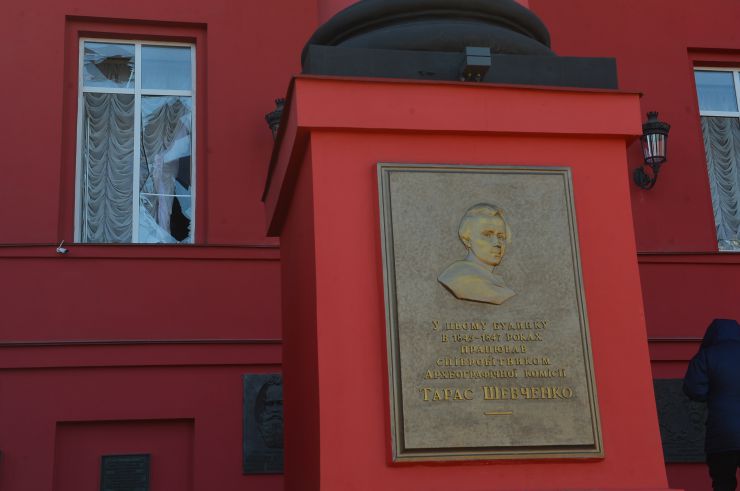 У цьому будинку
в 1845-1847 роках
працював
співробітником
Археографічної комісії
Тарас Шевченко